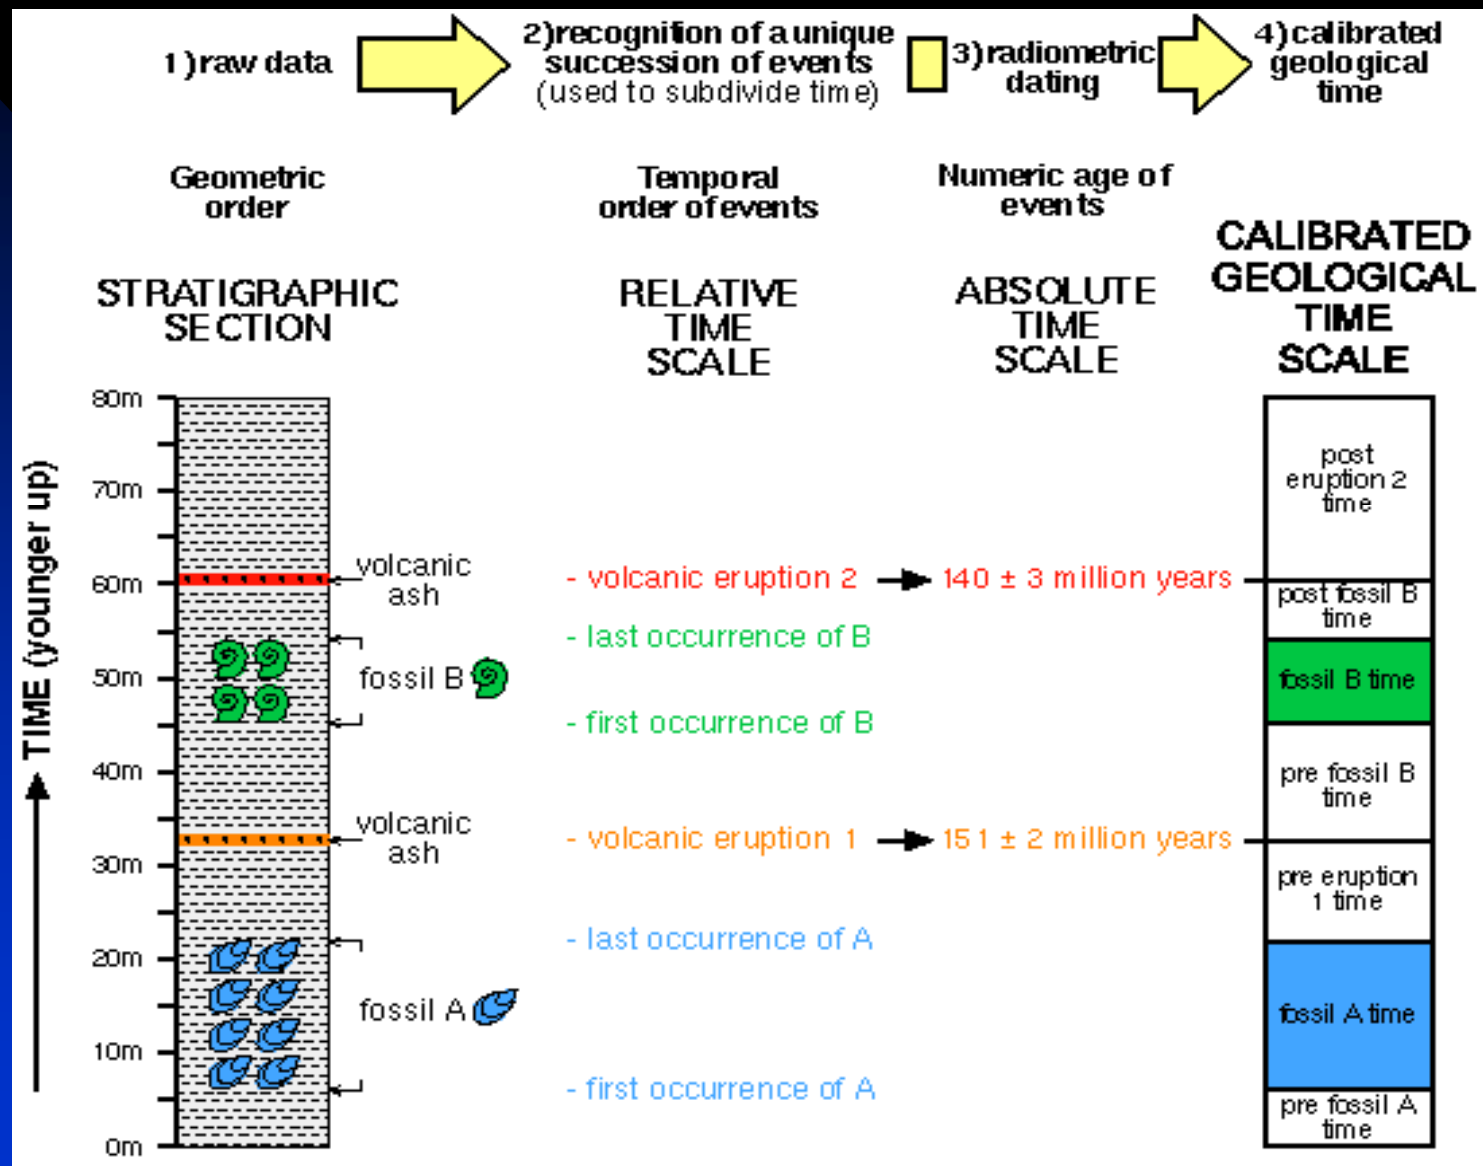 1)raw data
2)recognition of a unique
succession of events
(used to subdivide time)
3)radiometric
dating
4)calibrated
geological
time
Geometric
order
Temporal
order of events
Numeric age of
events
STRATIGRAPHIC
SECTION
RELATIVE
TIME
SCALE
ABSOLUTE
TIME
SCALE
CALIBRATED
GEOLOGICAL
TIME
SCALE
TIME (younger up)
80m
70m
60m
50m
40m
30m
20m
10m
0m
volcanic
ash
fossil B
volcanic
ash
fossil A
- volcanic eruption 2
- last occurrence of B
- first occurrence of B
- volcanic eruption 1
- last occurrence of A
- first occurrence of A
140 ± 3 million years
151 ± 2 million years
post
eruption 2
time
post fossil B
time
fossil B time
pre fossil B
time
pre eruption
1 time
fossil A time
pre fossil A
time